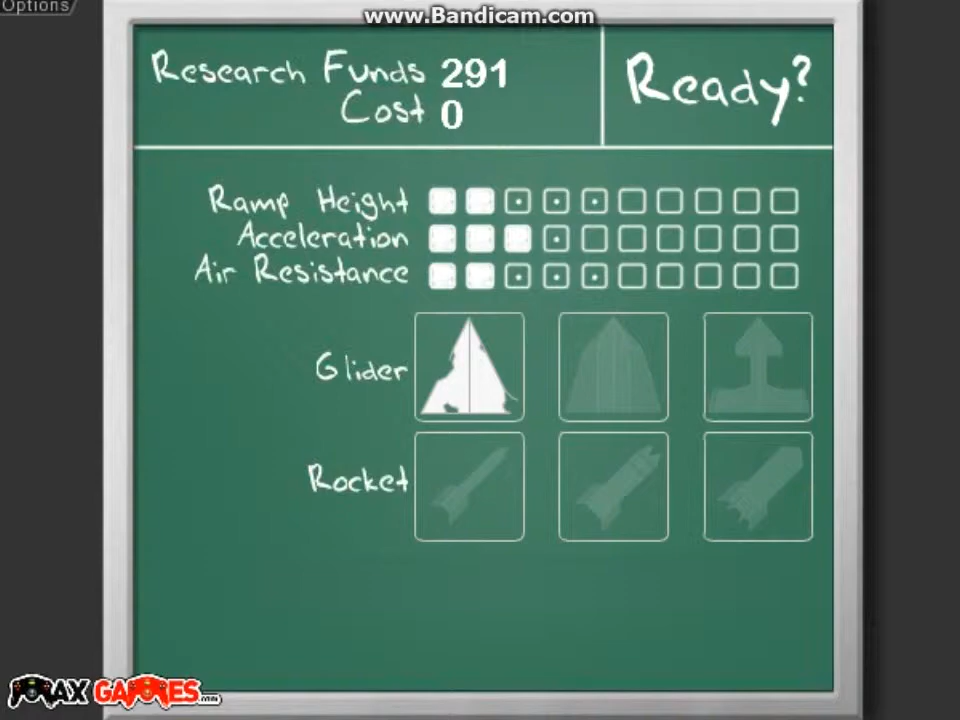 Options
www.Bandicam.com
Research Funds 291
Cost 0
Ready?
Ramp Height
Acceleration
Air Resistance
Glider
Rocket
MAX GAMES